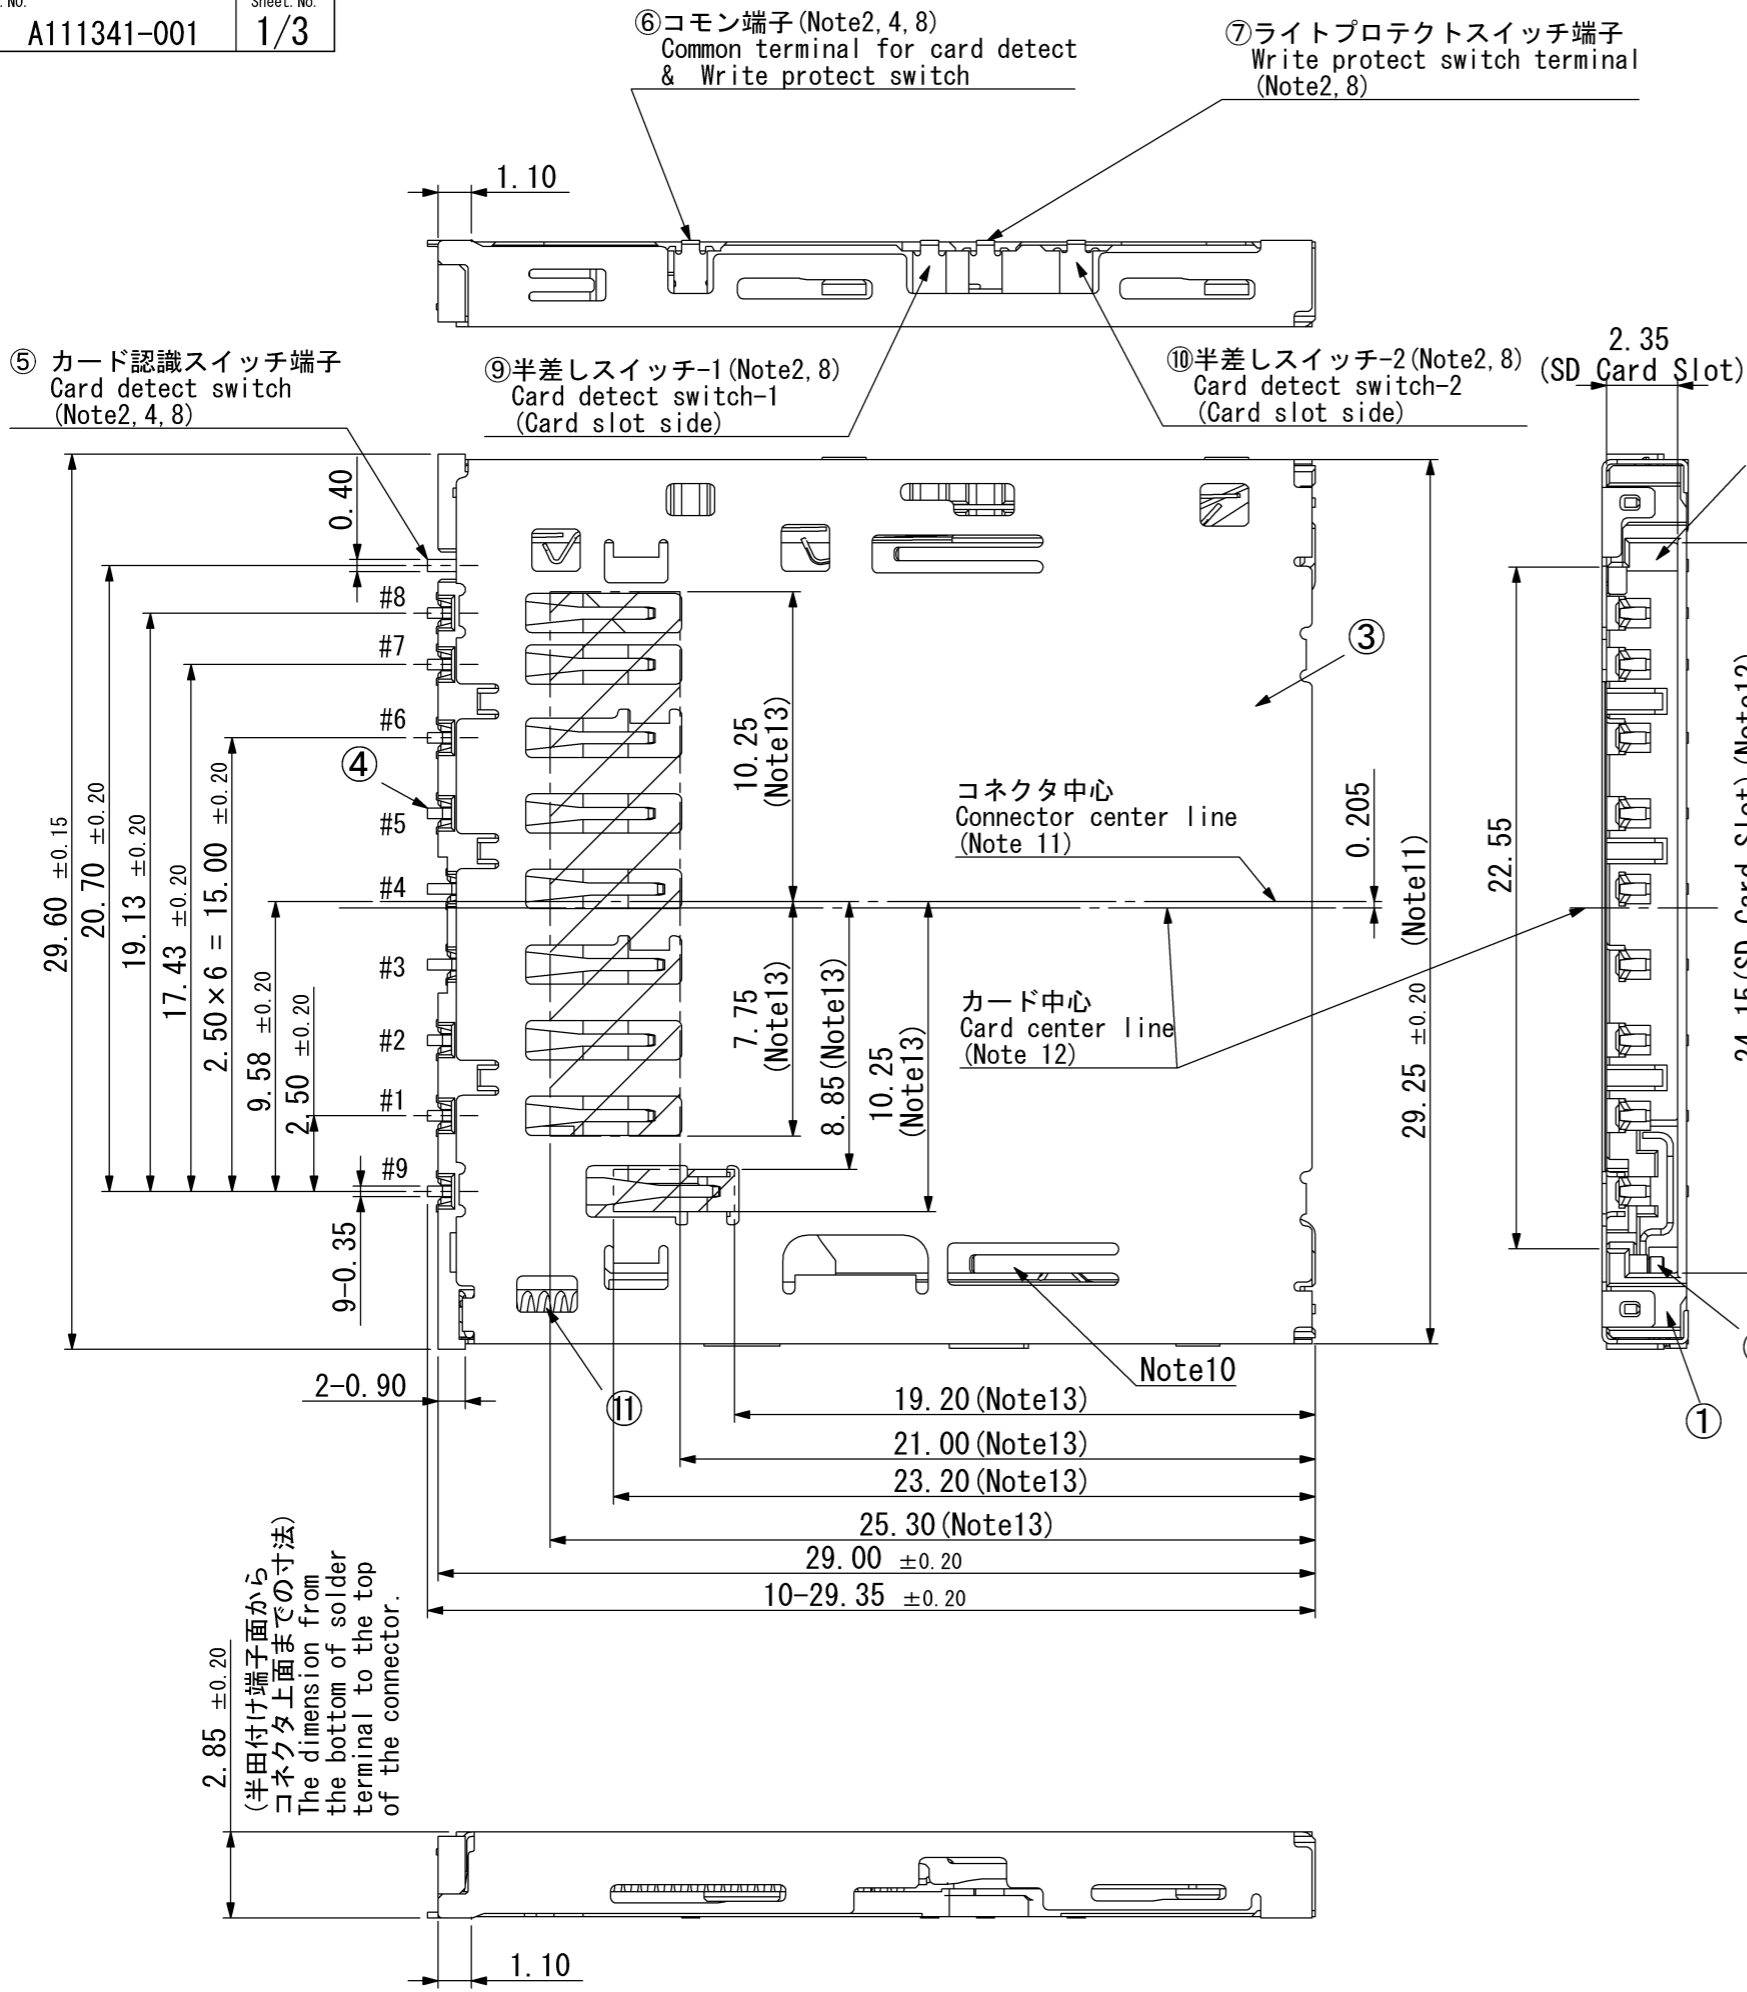 . NO.
Sheet. No.
A111341-001
1/3
⑥コモン端子(Note2,4,8)
Common terminal for card detect
& Write protect switch
⑦ライトプロテクトスイッチ端子
Write protect switch terminal
(Note2,8)
1.10
⑤ カード認識スイッチ端子
Card detect switch
(Note2,4,8)
⑨半差しスイッチ-1(Note2,8)
Card detect switch-1
(Card slot side)
⑩半差しスイッチ-2(Note2,8)
Card detect switch-2
(Card slot side)
2.35
(SD Card Slot)
0.40
#8
#7
#6
④
#5
#4
#3
#2
#1
#9
29.60 ±0.15
20.70 ±0.20
19.13 ±0.20
17.43 ±0.20
2.50×6 = 15.00 ±0.20
9.58 ±0.20
2.50 ±0.20
9-0.35
③
10.25
(Note13)
コネクタ中心
Connector center line
(Note 11)
0.205
7.75
(Note13)
8.85(Note13)
10.25
(Note13)
カード中心
Card center line
(Note 12)
29.25 ±0.20 (Note11)
22.55
24.15(SD Card Slot)(Note12)
2-0.90
⑪
Note10
①
19.20(Note13)
21.00(Note13)
23.20(Note13)
25.30(Note13)
29.00 ±0.20
10-29.35 ±0.20
2.85 ±0.20
(半田付け端子面から
コネクタ上面までの寸法)
The dimension from
the bottom of solder
terminal to the top
of the connector.
1.10